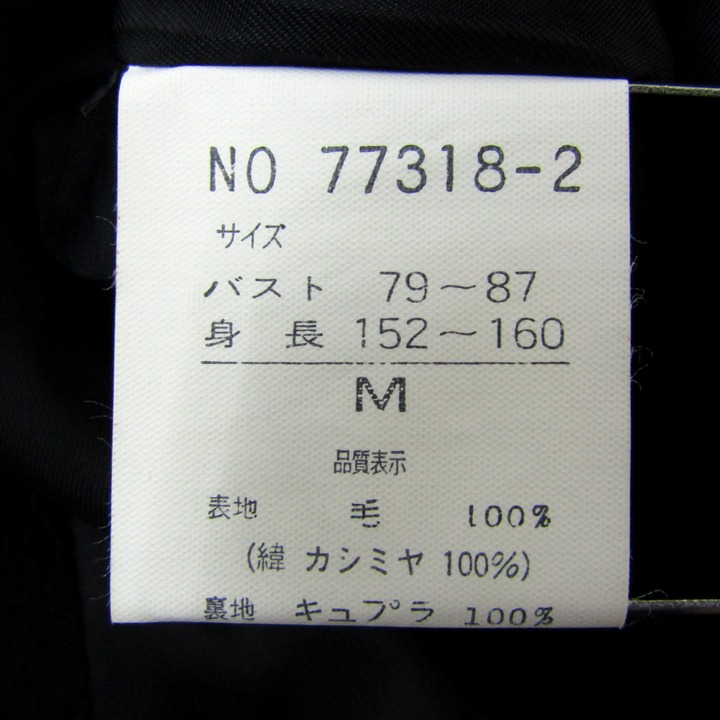 NO 77318-2
サイズ
バスト 79～87
身長 152～160
M
品質表示
表地 毛 100%
(緯 カシミヤ 100%)
裏地 キュプラ 100%